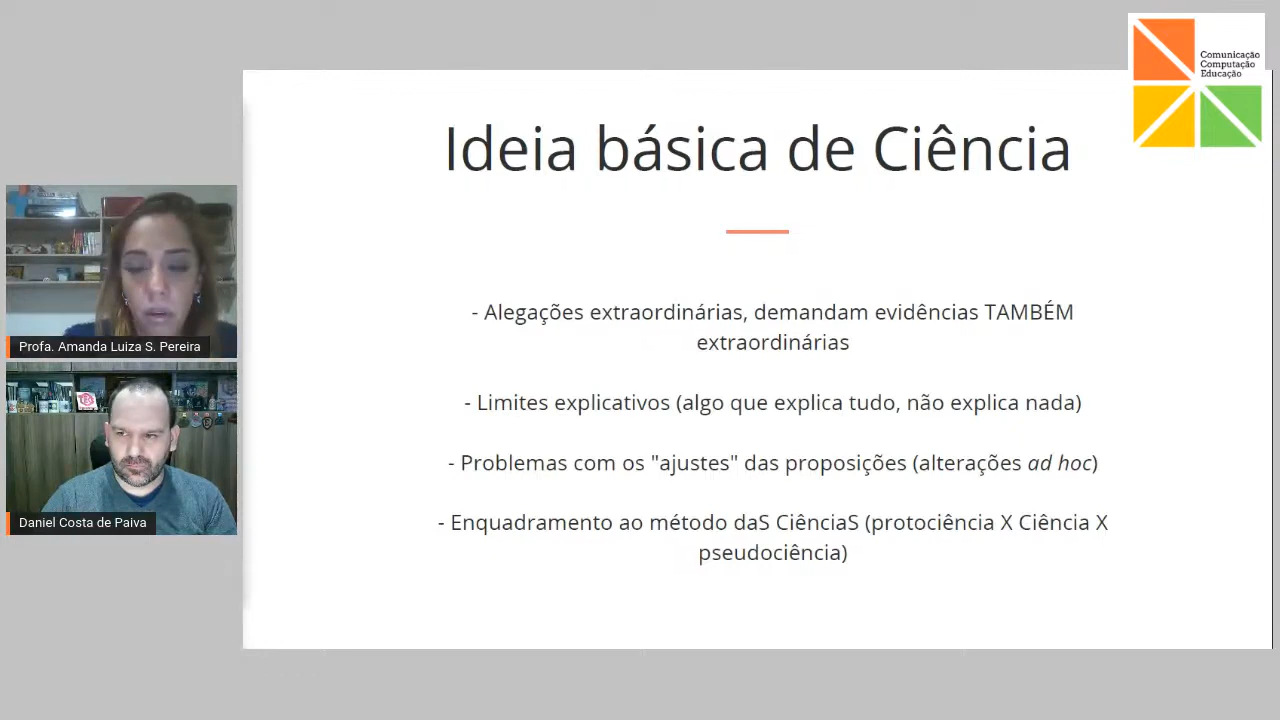 Comunicação
Computação
Educação
Ideia básica de Ciência
- Alegações extraordinárias, demandam evidências TAMBÉM
extraordinárias
- Limites explicativos (algo que explica tudo, não explica nada)
- Problemas com os "ajustes" das proposições (alterações ad hoc)
- Enquadramento ao método daS CiênciaS (protociência X Ciência X
pseudociência)
Profa. Amanda Luiza S. Pereira
Daniel Costa de Paiva